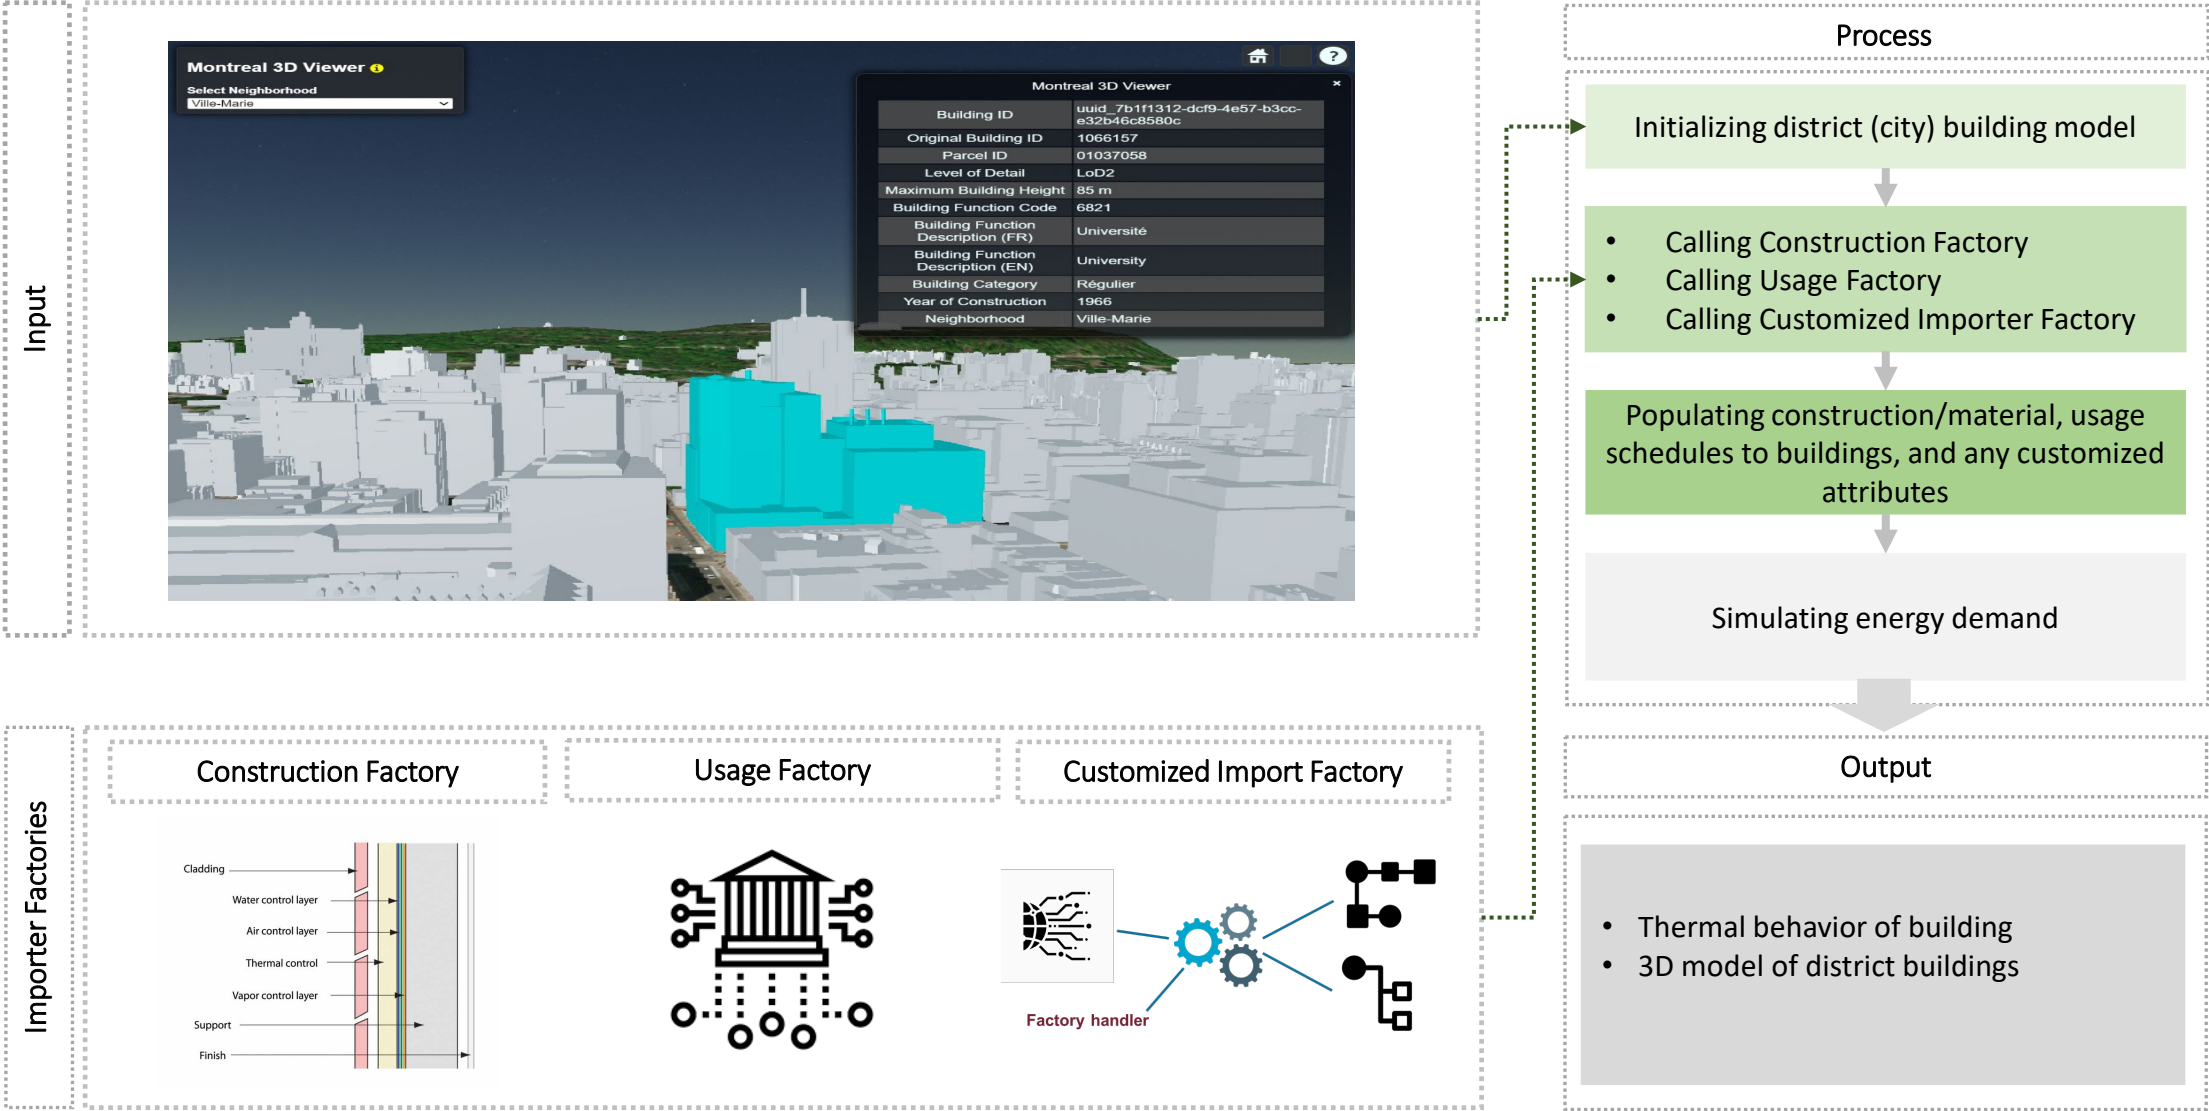 Input
Montreal 3D Viewer
Select Neighborhood
Ville-Marie
?
Montreal 3D Viewer
×
Building ID
uuid_7b1f1312-dcf9-4e57-b3cc-
e32b46c8580c
Original Building ID 1066157
Parcel ID 01037058
Level of Detail LoD2
Maximum Building Height 85 m
Building Function Code 6821
Building Function
Description (FR)
Université
Building Function
Description (EN)
University
Building Category Régulier
Year of Construction 1966
Neighborhood Ville-Marie
Process
Initializing district (city) building model
• Calling Construction Factory
• Calling Usage Factory
• Calling Customized Importer Factory
Populating construction/material, usage
schedules to buildings, and any customized
attributes
Simulating energy demand
Importer Factories
Construction Factory
Cladding
Water control layer
Air control layer
Thermal control
Vapor control layer
Support
Finish
Usage Factory
Customized Import Factory
Factory handler
Output
• Thermal behavior of building
• 3D model of district buildings